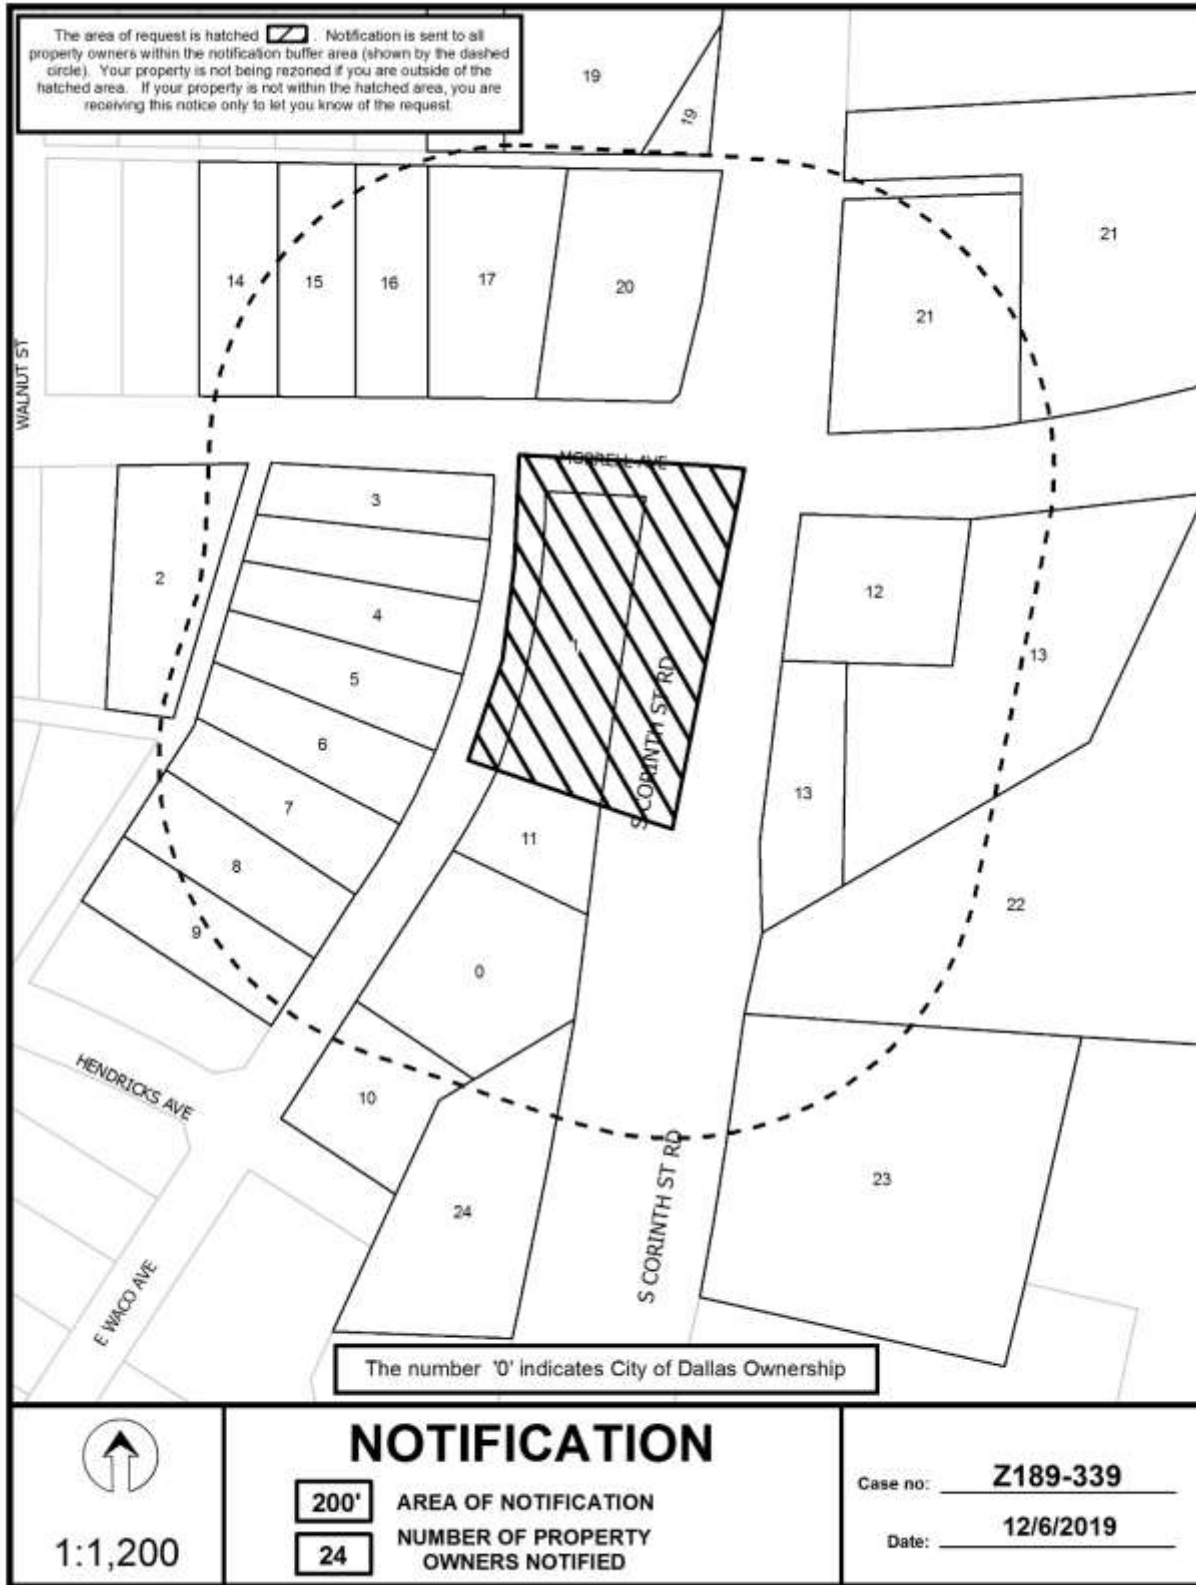 The area of request is hatched . Notification is sent to all
property owners within the notification buffer area (shown by the dashed
circle). Your property is not being rezoned if you are outside of the
hatched area. If your property is not within the hatched area, you are
receiving this notice only to let you know of the request.
19
19
21
14
15
16
17
20
21
WALNUT ST
MORRELL AVE
3
2
12
4
1
13
5
S CORINTH ST RD
6
13
7
11
8
22
9
0
HENDRICKS AVE
10
S CORINTH ST RD
23
24
E WACO AVE
The number '0' indicates City of Dallas Ownership
1:1,200
NOTIFICATION
200' AREA OF NOTIFICATION
24 NUMBER OF PROPERTY
OWNERS NOTIFIED
Case no: Z189-339
Date: 12/6/2019